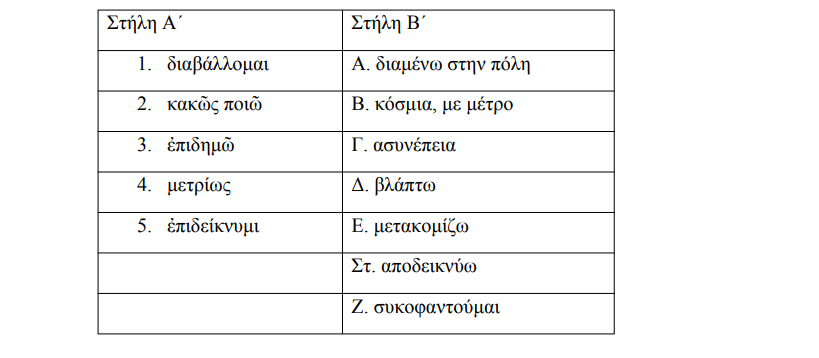 Στήλη Α΄ Στήλη Β΄
1. διαβάλλομαι Α. διαμένω στην πόλη
2. κακῶς ποιῶ Β. κόσμια, με μέτρο
3. ἐπιδημῶ Γ. ασυνέπεια
4. μετρίως Δ. βλάπτω
5. ἐπιδείκνυμι Ε. μετακομίζω
Στ. αποδεικνύω
Ζ. συκοφαντούμαι